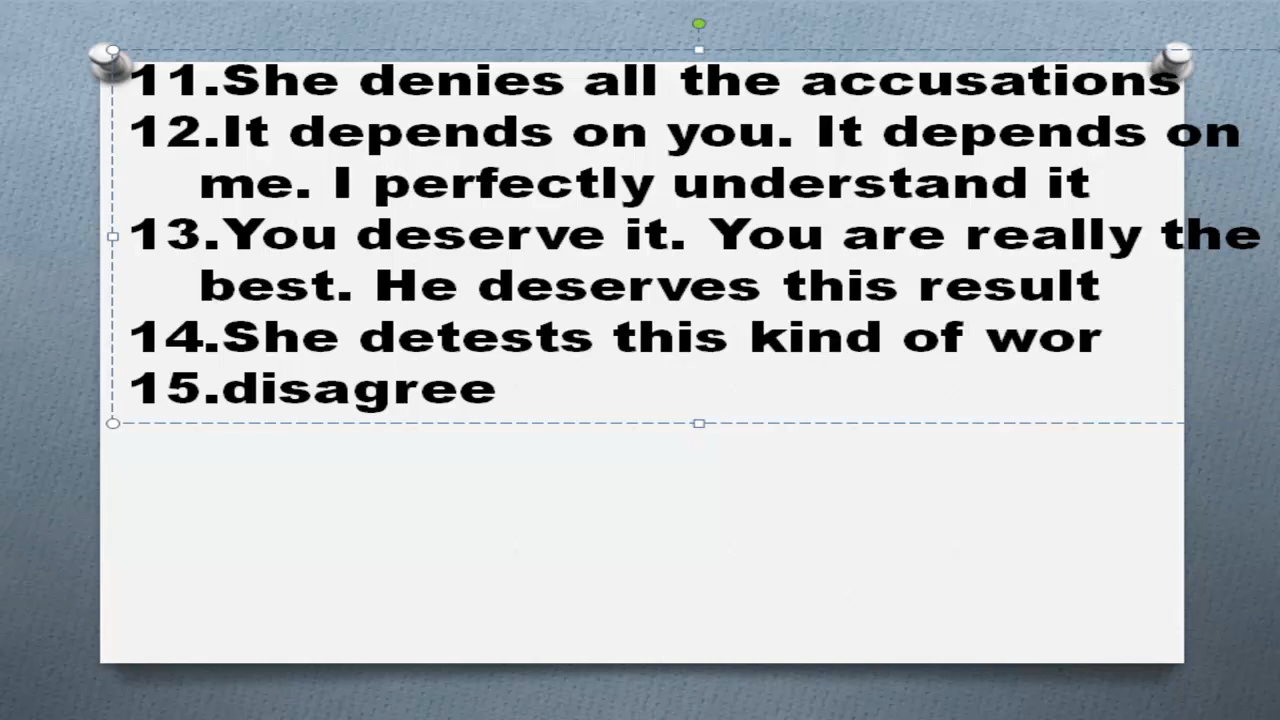 11.She denies all the accusations
12.It depends on you. It depends on
me. I perfectly understand it
13.You deserve it. You are really the
best. He deserves this result
14.She detests this kind of wor
15.disagree